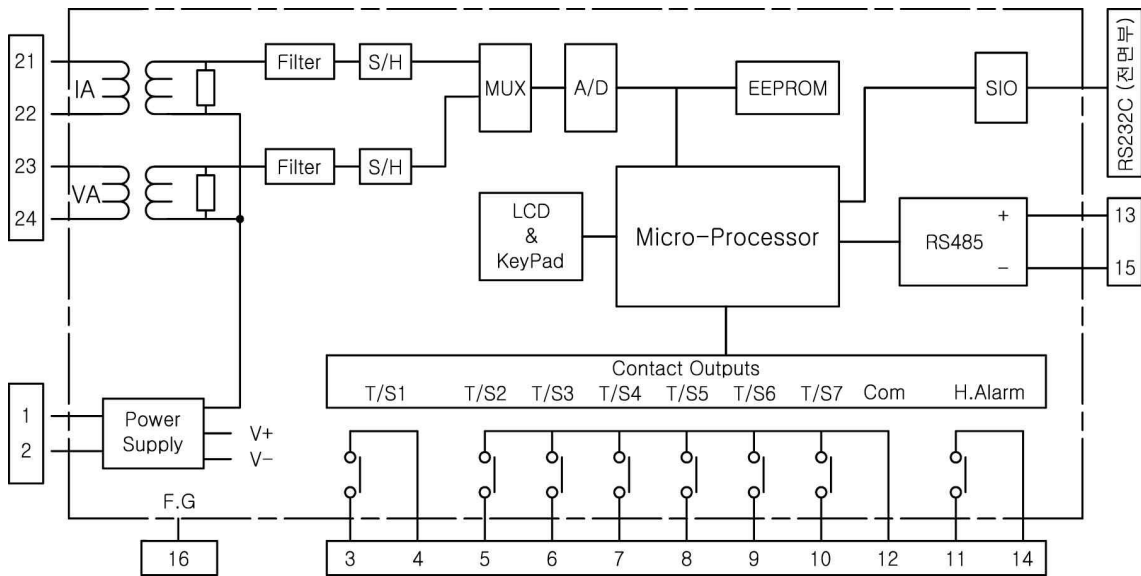 21
IA
22
23
VA
24
Filter
S/H
Filter
S/H
MUX
A/D
EEPROM
SIO
RS232C (전면부)
LCD
&
KeyPad
Micro-Processor
RS485
+
−
13
15
Contact Outputs
T/S1 T/S2 T/S3 T/S4 T/S5 T/S6 T/S7 Com H.Alarm
1
2
Power
Supply
V+
V−
F.G
16
3 4 5 6 7 8 9 10 12 11 14